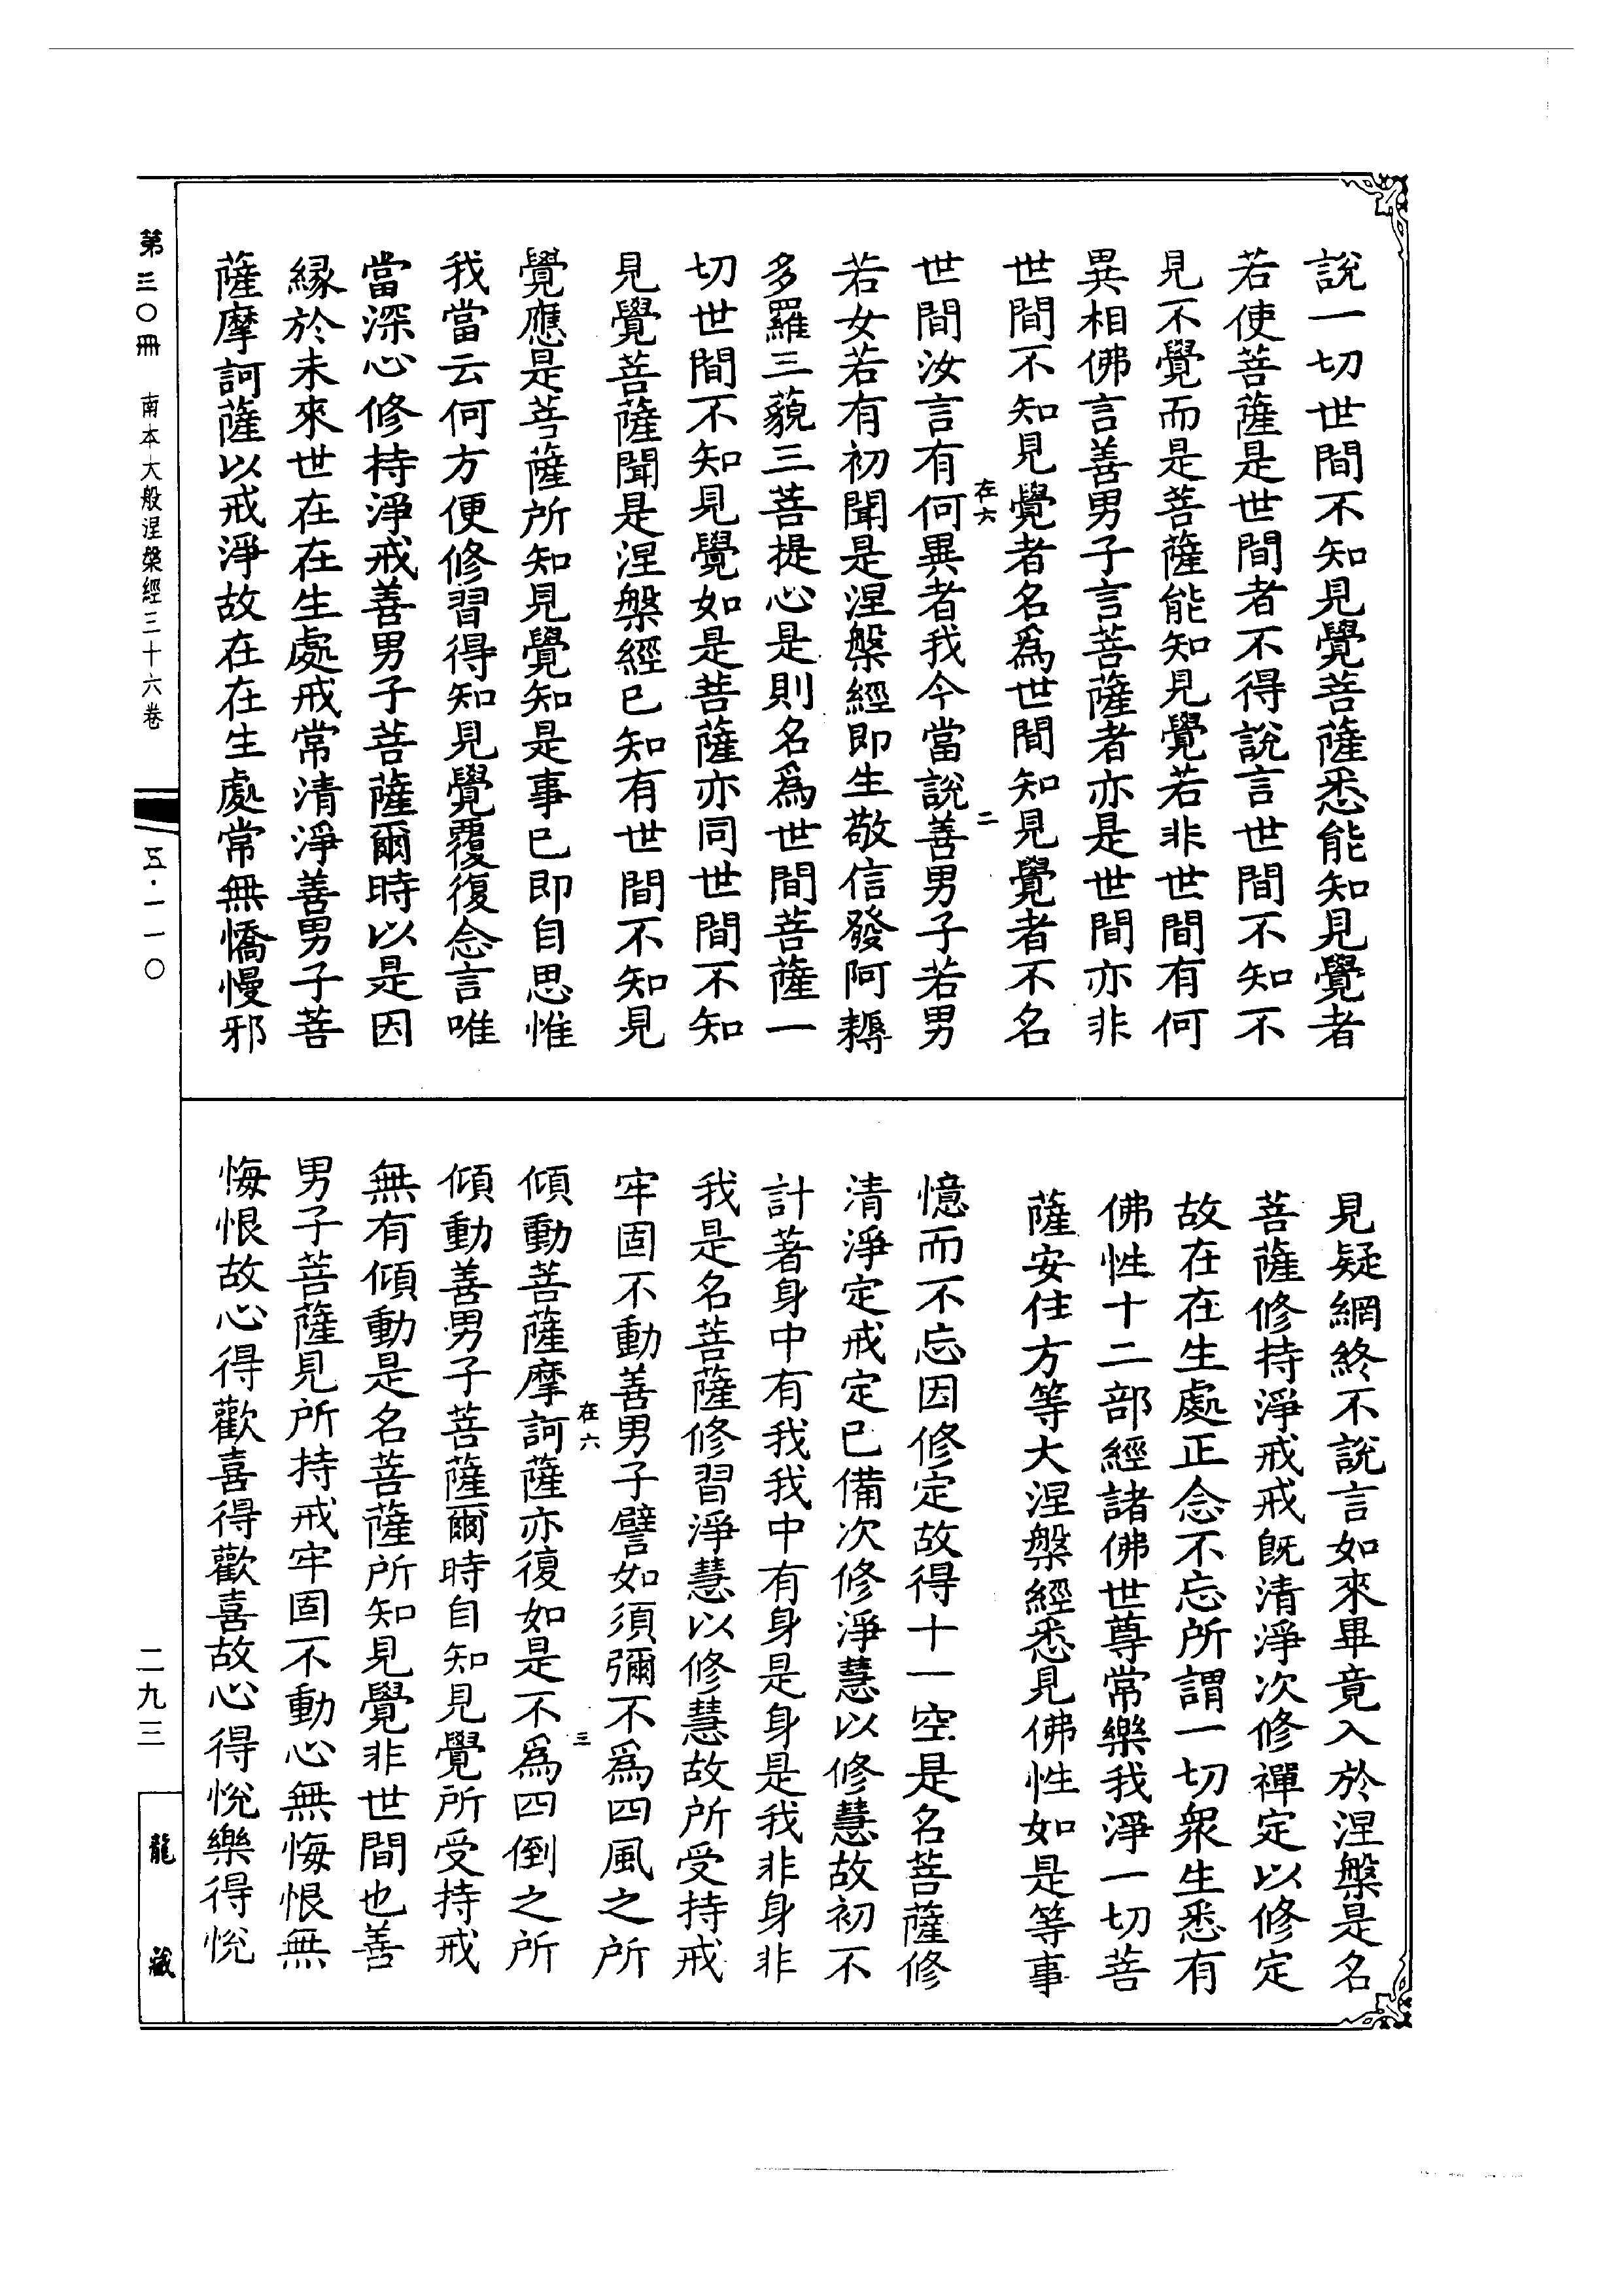 說一切世間不知見覺菩薩悉能知見覺者
若使菩薩是世間者不得說言世間不知不
見不覺而是菩薩能知見覺若非世間有何
異相佛言善男子言菩薩者亦是世間亦非
世間不知見覺者名爲世間知見覺者不名
在六
二
世間汝言有何異者我今當說善男子若男
若女若有初聞是涅槃經即生敬信發阿耨
多羅三藐三菩提心是則名爲世間菩薩一
切世間不知見覺如是菩薩亦同世間不知
見覺菩薩聞是涅槃經已知有世間不知見
覺應是菩薩所知見覺知是事已即自思惟
我當云何方便修習得知見覺覆復念言唯
當深心修持淨戒善男子菩薩爾時以是因
縁於未來世在在生處戒常清淨善男子菩
薩摩訶薩以戒淨故在在生處常無憍慢邪
見疑網終不說言如來畢竟入於涅槃是名
菩薩修持淨戒戒旣清淨次修禪定以修定
故在在生處正念不忘所謂一切衆生悉有
佛性十二部經諸佛世尊常樂我淨一切菩
薩安住方等大涅槃經悉見佛性如是等事
憶而不忘因修定故得十一空是名菩薩修
清淨定戒定已備次修淨慧以修慧故初不
計著身中有我我中有身是身是我非身非
我是名菩薩修習淨慧以修慧故所受持戒
牢固不動善男子譬如須彌不爲四風之所
在六
三
傾動菩薩摩訶薩亦復如是不爲四倒之所
傾動善男子菩薩爾時自知見覺所受持戒
無有傾動是名菩薩所知見覺非世間也善
男子菩薩見所持戒牢固不動心無悔恨無
悔恨故心得歡喜得歡喜故心得悅樂得悅
第三〇冊 南本大般涅槃經三十六卷
五·一一〇
二九三
龍藏